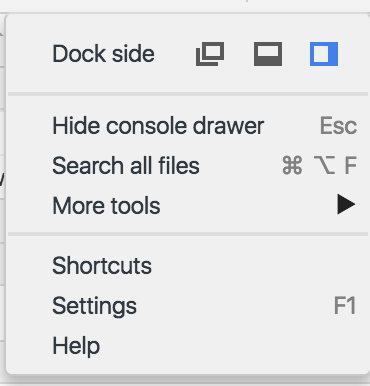 Dock side
Hide console drawer Esc
Search all files ⌘ ⌥ F
More tools ▶
Shortcuts
Settings F1
Help